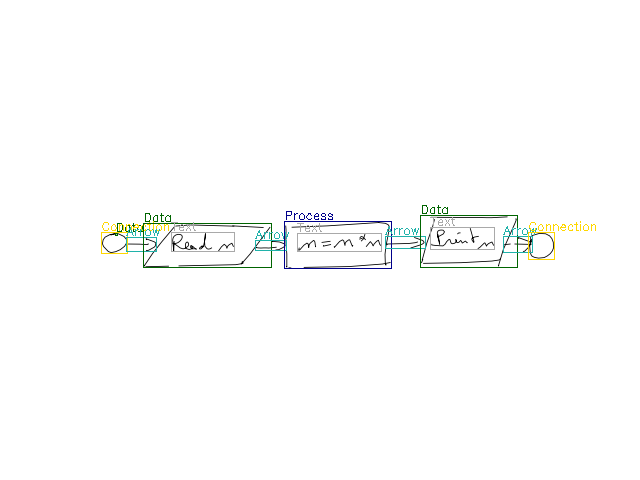 Connection
Data
Arrow
Data
Text
Read n
Arrow
Process
Text
n = n * n
Arrow
Data
Text
Print n
Arrow
Connection